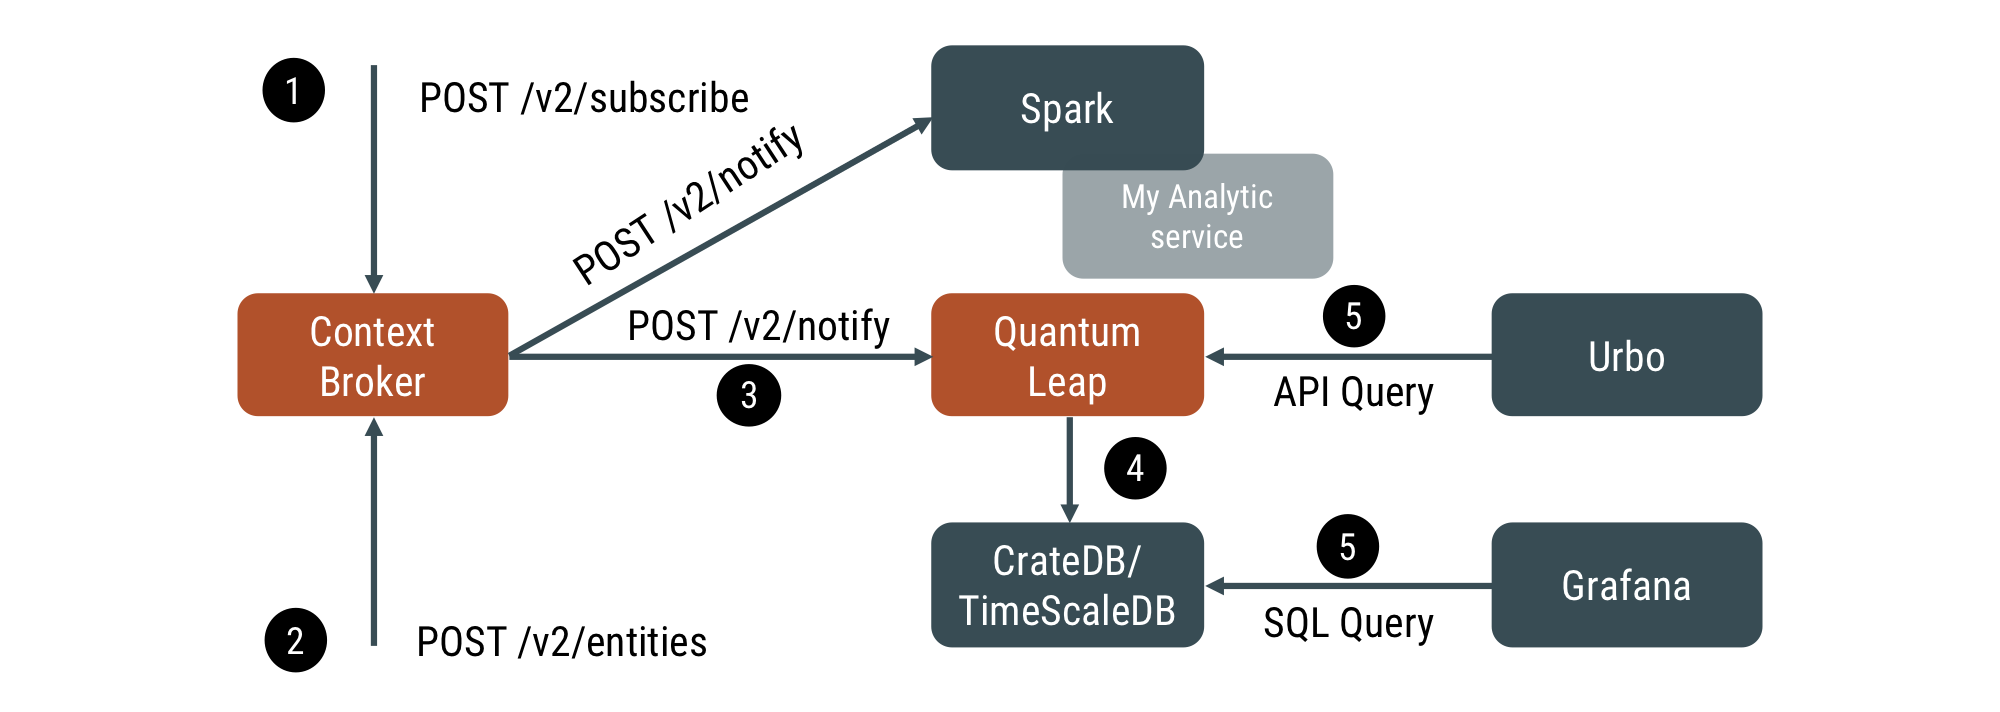 1
POST /v2/subscribe
Spark
POST /v2/notify
My Analytic
service
Context
Broker
POST /v2/notify
3
Quantum
Leap
5
API Query
Urbo
4
CrateDB/
TimeScaleDB
5
SQL Query
Grafana
2
POST /v2/entities